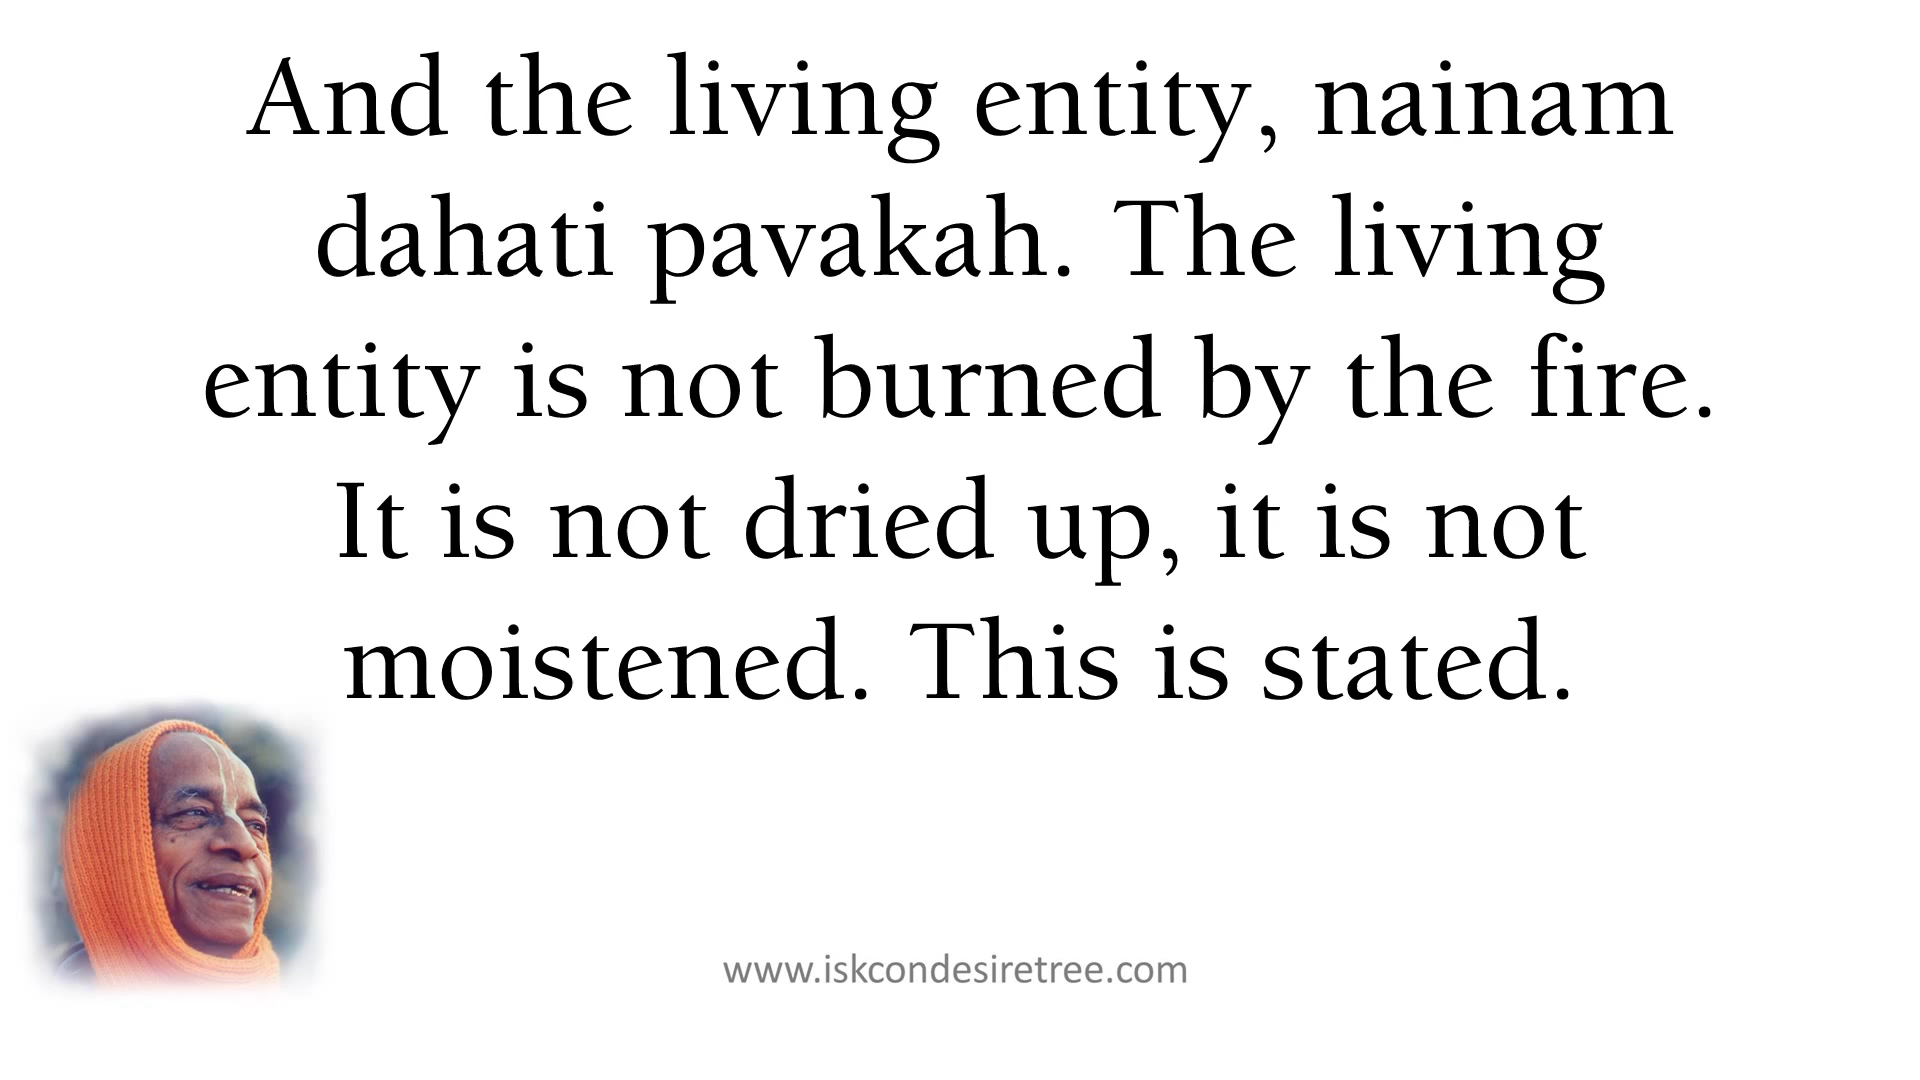 And the living entity, nainam
dahati pavakah. The living
entity is not burned by the fire.
It is not dried up, it is not
moistened. This is stated.
www.iskcondesiretree.com